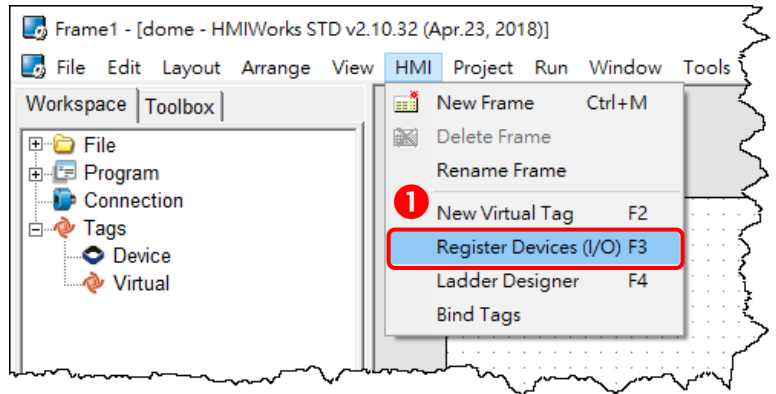 Frame1 - [dome - HMIWorks STD v2.10.32 (Apr.23, 2018)]
File Edit Layout Arrange View HMI Project Run Window Tools
Workspace Toolbox
File
Program
Connection
Tags
Device
Virtual
New Frame Ctrl+M
Delete Frame
Rename Frame
1
New Virtual Tag F2
Register Devices (I/O) F3
Ladder Designer F4
Bind Tags